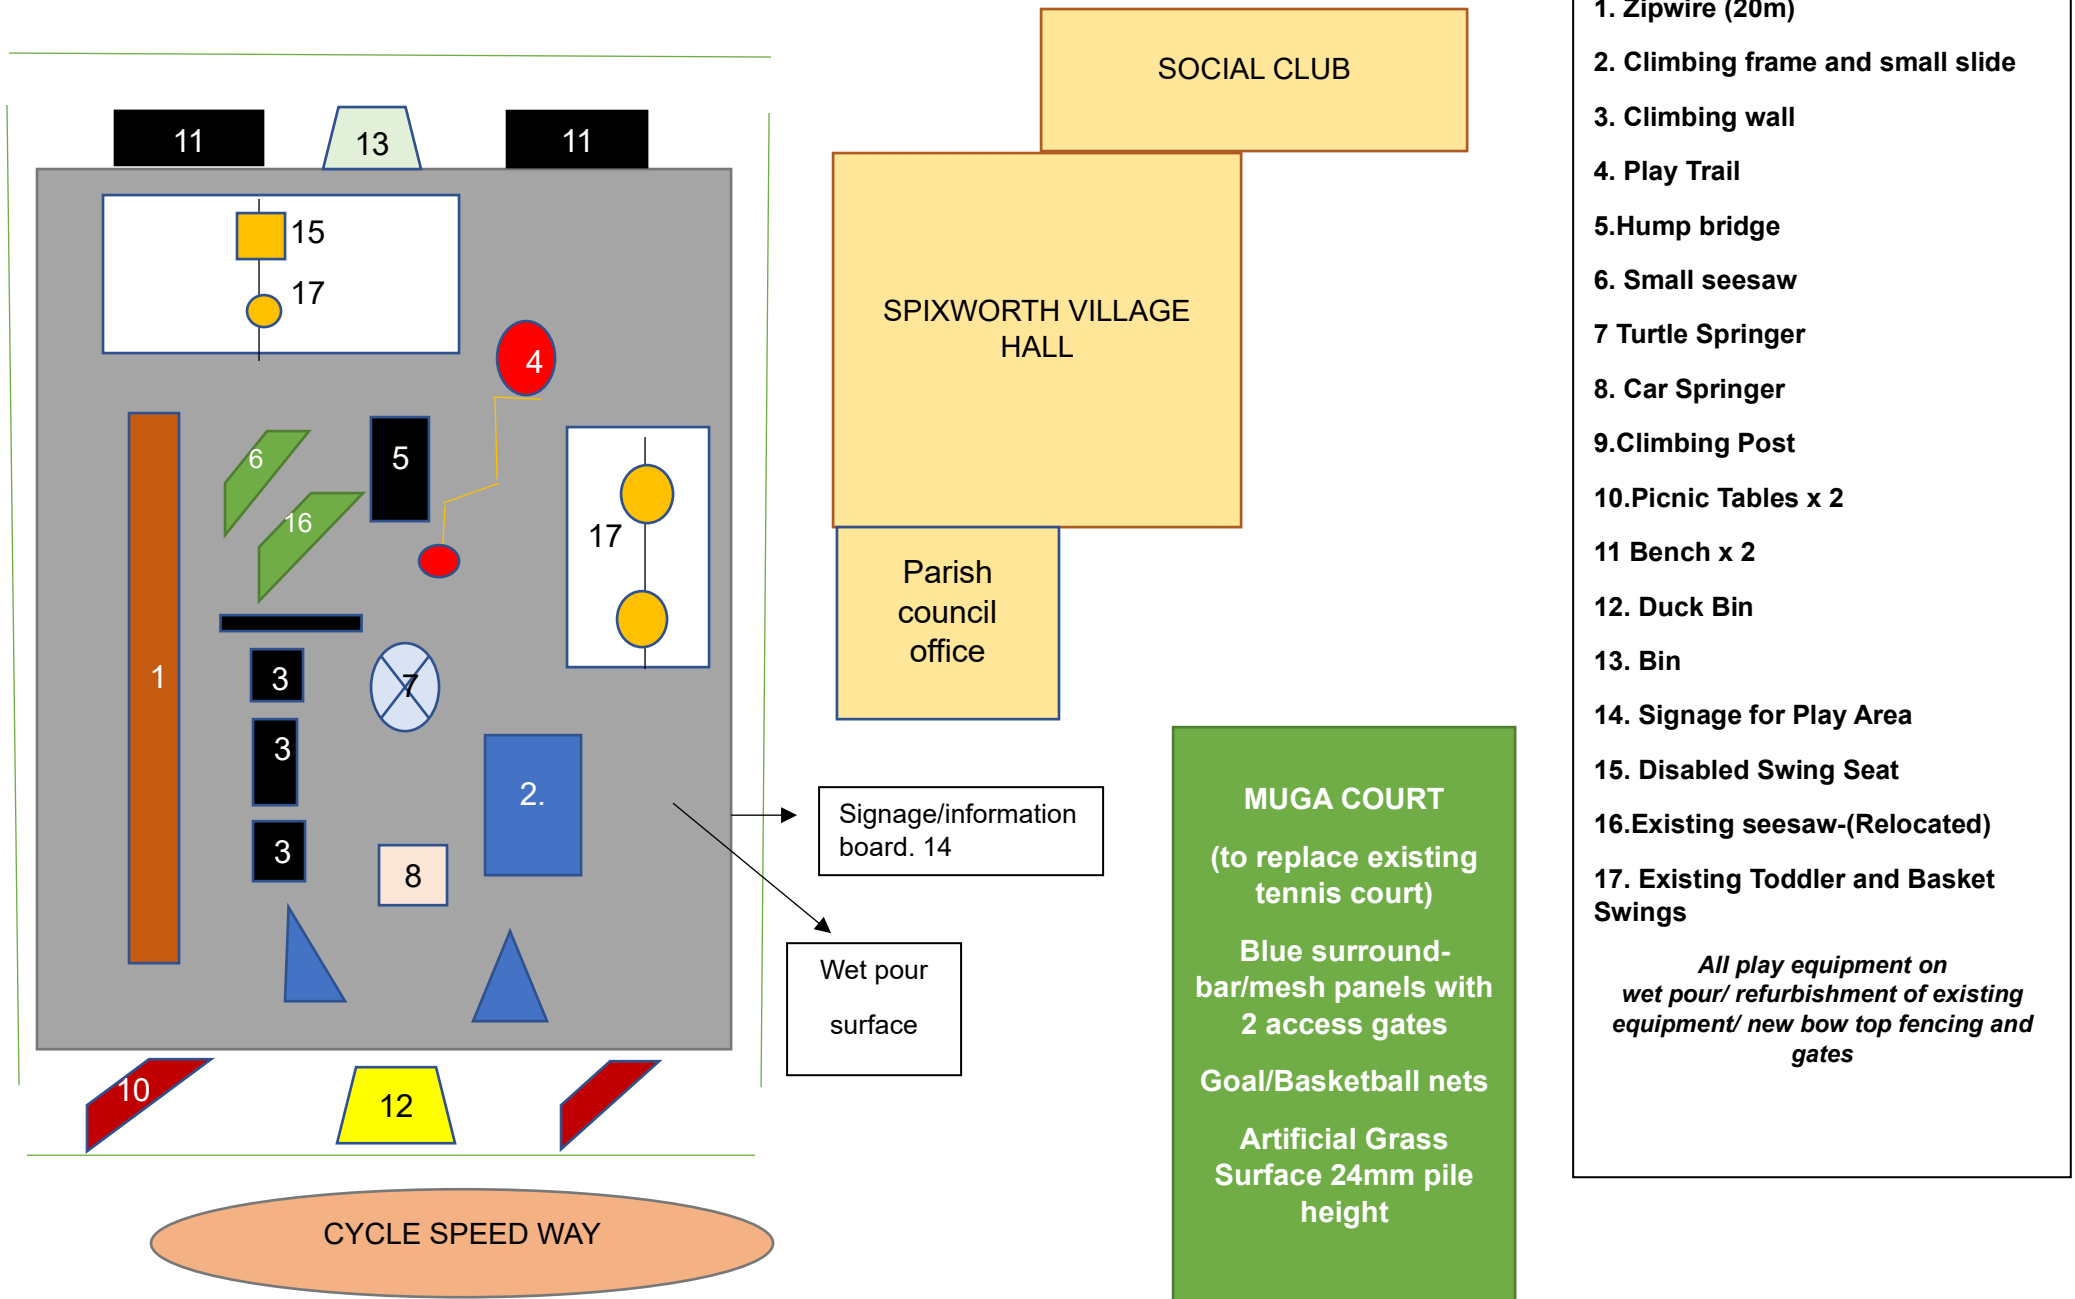 11
13
11
15
17
4
6
5
16
17
1
3
7
3
2.
3
8
10
12
CYCLE SPEED WAY
SOCIAL CLUB
SPIXWORTH VILLAGE
HALL
Parish
council
office
Signage/information
board. 14
Wet pour
surface
MUGA COURT
(to replace existing
tennis court)
Blue surround-
bar/mesh panels with
2 access gates
Goal/Basketball nets
Artificial Grass
Surface 24mm pile
height
1. Zipwire (20m)
2. Climbing frame and small slide
3. Climbing wall
4. Play Trail
5.Hump bridge
6. Small seesaw
7 Turtle Springer
8. Car Springer
9.Climbing Post
10.Picnic Tables x 2
11 Bench x 2
12. Duck Bin
13. Bin
14. Signage for Play Area
15. Disabled Swing Seat
16.Existing seesaw-(Relocated)
17. Existing Toddler and Basket
Swings
All play equipment on
wet pour/ refurbishment of existing
equipment/ new bow top fencing and
gates